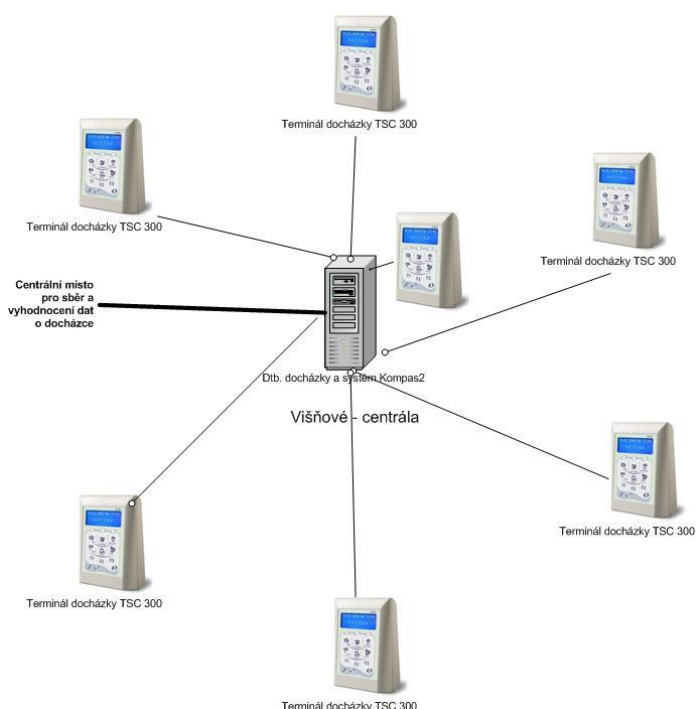 Terminál docházky TSC 300
Terminál docházky TSC 300
Terminál docházky TSC 300
Centrální místo
pro sběr a
vyhodnocení dat
o docházce
Dtb. docházky a systém Kompas2
Višňové - centrála
Terminál docházky TSC 300
Terminál docházky TSC 300
Terminál docházky TSC 300